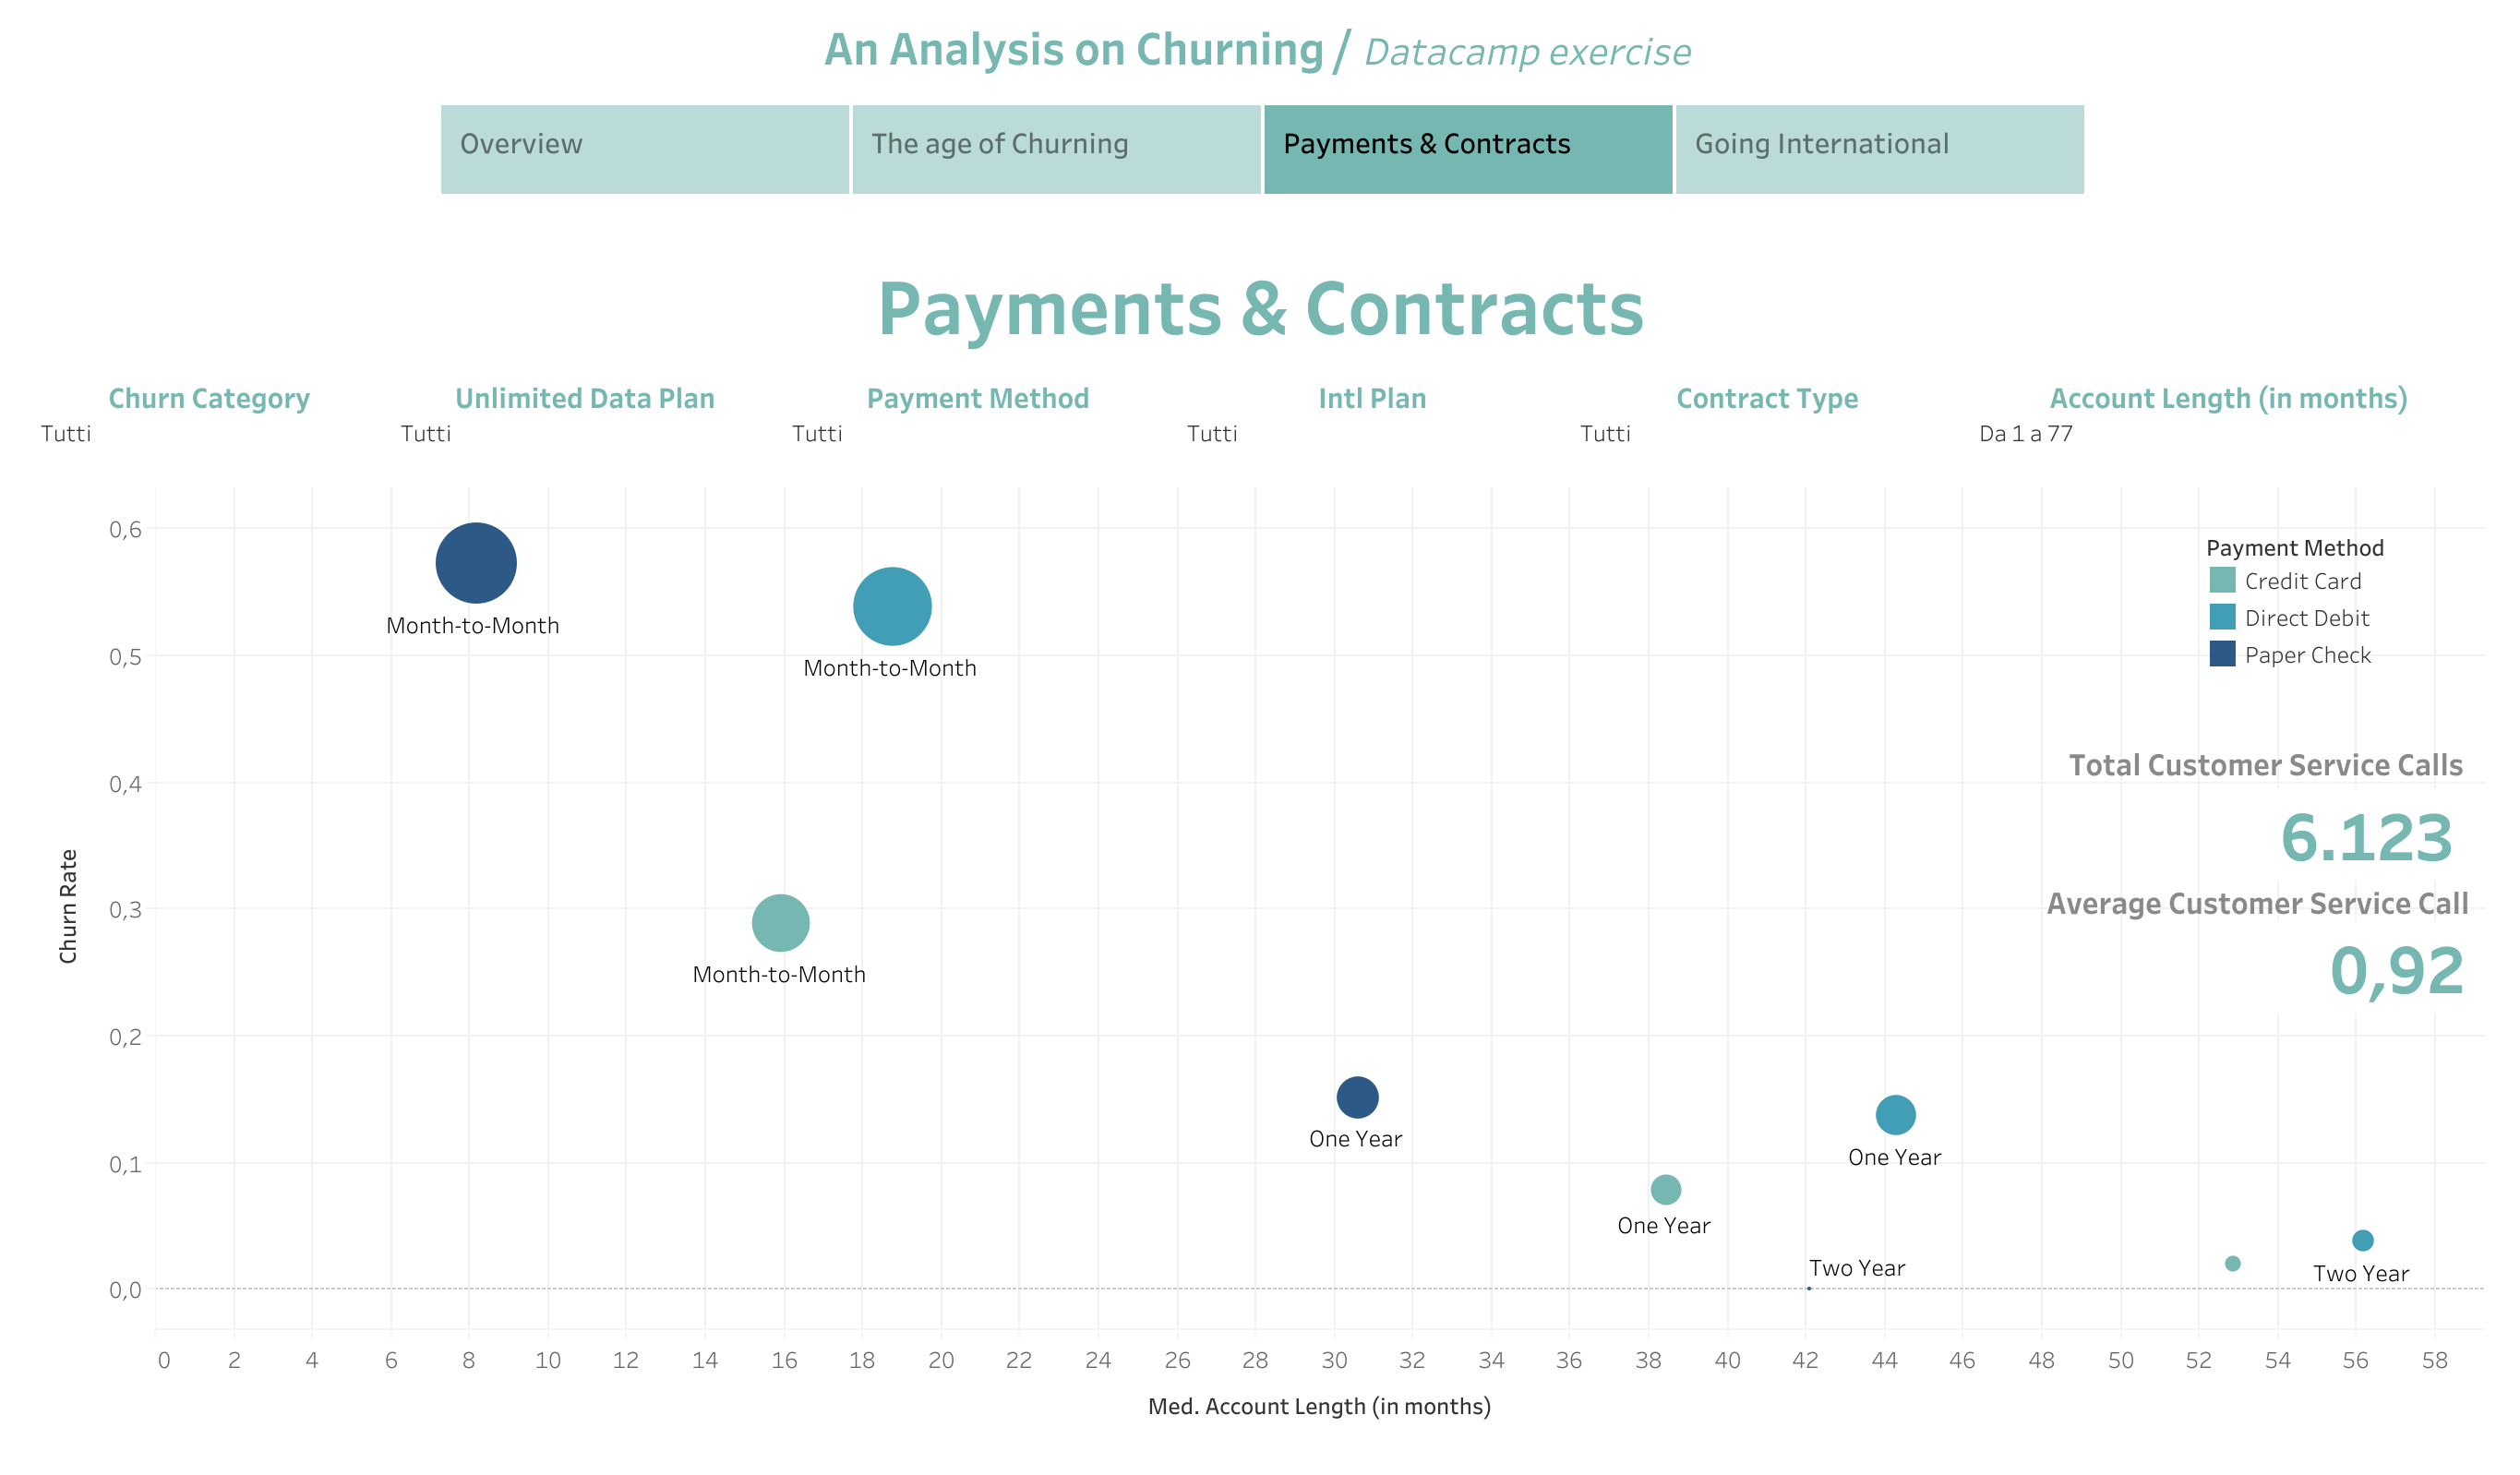 An Analysis on Churning / Datacamp exercise
Overview
The age of Churning
Payments & Contracts
Going International
Payments & Contracts
Churn Category
Unlimited Data Plan
Payment Method
Intl Plan
Contract Type
Account Length (in months)
Tutti
Tutti
Tutti
Tutti
Tutti
Da 1 a 77
0,6
0,5
0,4
0,3
0,2
0,1
0,0
Churn Rate
Month-to-Month
Month-to-Month
Month-to-Month
One Year
One Year
One Year
Two Year
Two Year
Payment Method
Credit Card
Direct Debit
Paper Check
Total Customer Service Calls
6.123
Average Customer Service Call
0,92
0 2 4 6 8 10 12 14 16 18 20 22 24 26 28 30 32 34 36 38 40 42 44 46 48 50 52 54 56 58
Med. Account Length (in months)